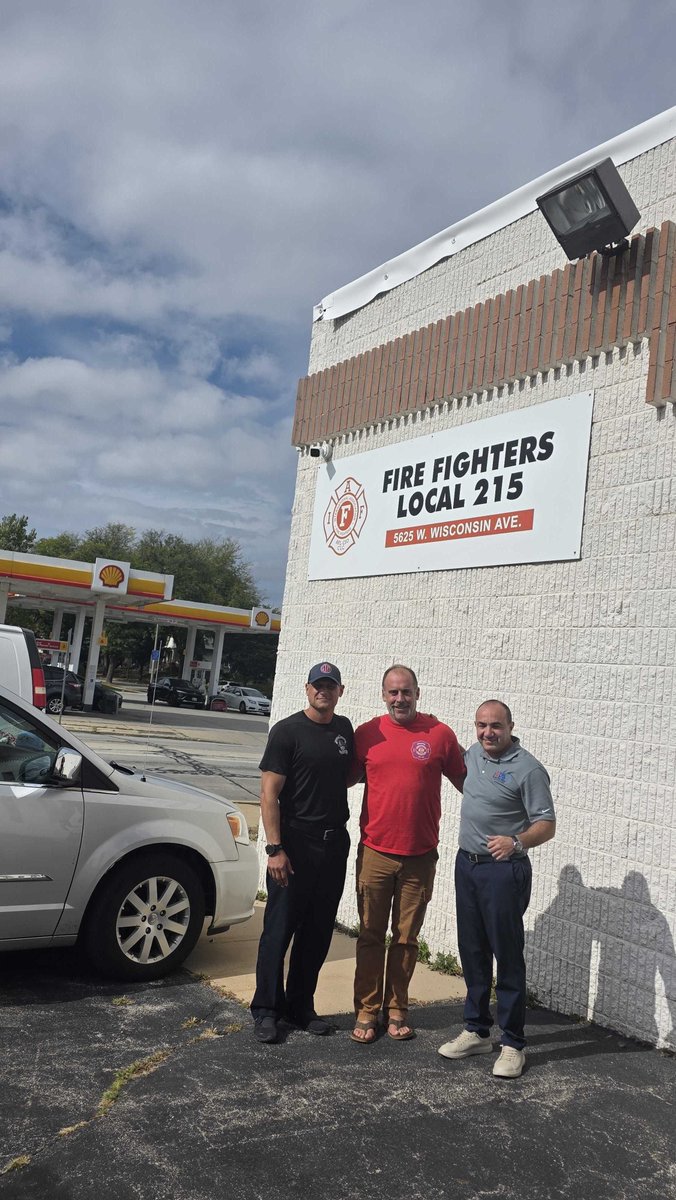 FIRE FIGHTERS
LOCAL 215
5625 W. WISCONSIN AVE.
I A F F